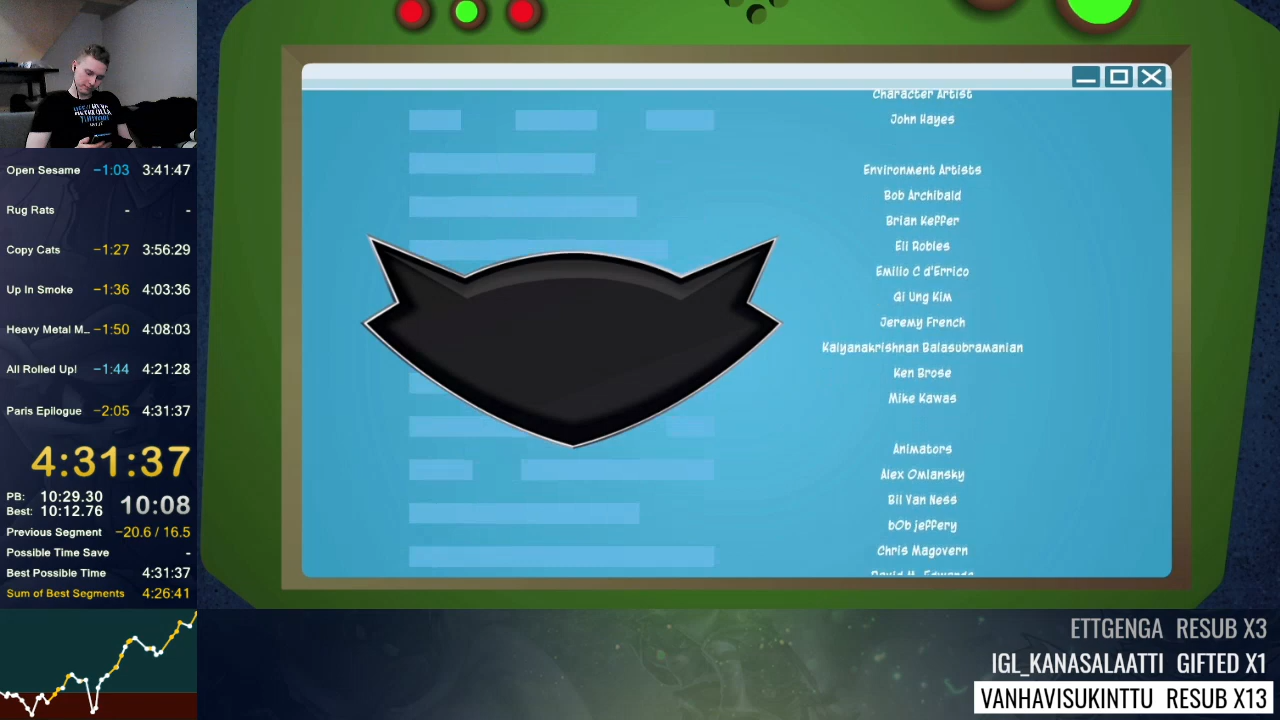 Open Sesame −1:03 3:41:47
Rug Rats - -
Copy Cats −1:27 3:56:29
Up In Smoke −1:36 4:03:36
Heavy Metal M... −1:50 4:08:03
All Rolled Up! −1:44 4:21:28
Paris Epilogue −2:05 4:31:37
4:31:37
PB: 10:29.30
Best: 10:12.76
10:08
Previous Segment −20.6 / 16.5
Possible Time Save -
Best Possible Time 4:31:37
Sum of Best Segments 4:26:41
Character Artist
John Hayes
Environment Artists
Bob Archibald
Brian Keffer
Eli Robles
Emilio C d'Errico
Qi Ung Kim
Jeremy French
Kalyanakrishnan Balasubramanian
Ken Brose
Mike Kawas
Animators
Alex Omlansky
Bil Van Ness
bOb jeffery
Chris Magovern
David H. Edwards
ETTGENGA RESUB X3
IGL_KANASALAATTI GIFTED X1
VANHAVISUKINTTU RESUB X13